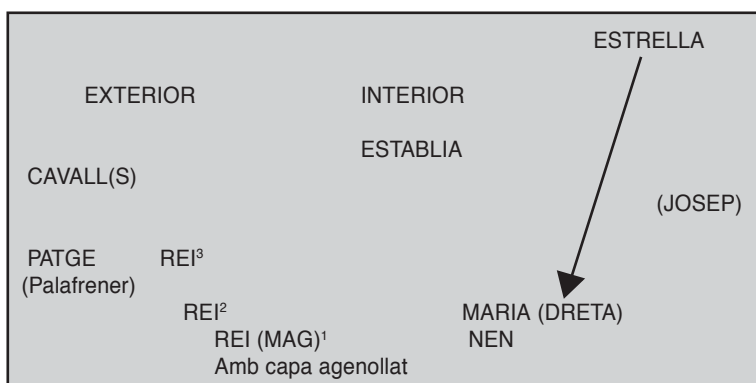 ESTRELLA
EXTERIOR INTERIOR
ESTABLIA
CAVALL(S)
(JOSEP)
PATGE REI³
(Palafrener)
REI² MARIA (DRETA)
REI (MAG)¹ NEN
Amb capa agenollat